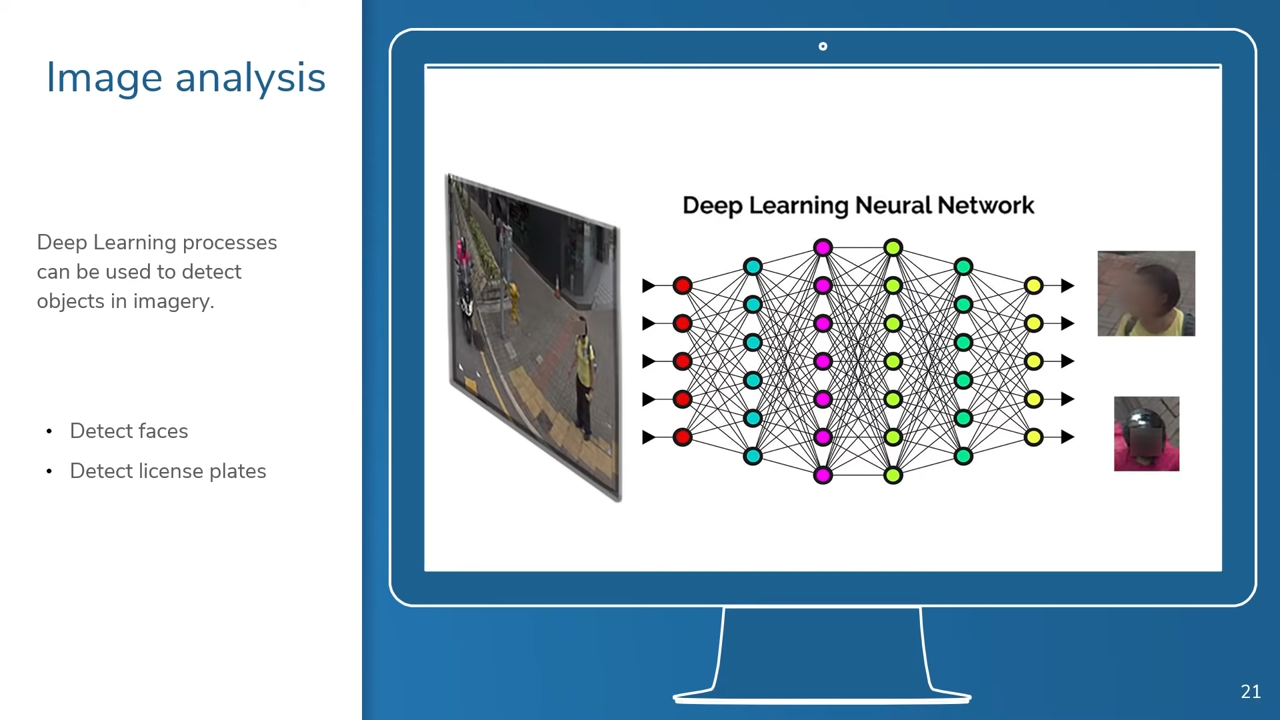 Image analysis
Deep Learning processes
can be used to detect
objects in imagery.
• Detect faces
• Detect license plates
Deep Learning Neural Network
21